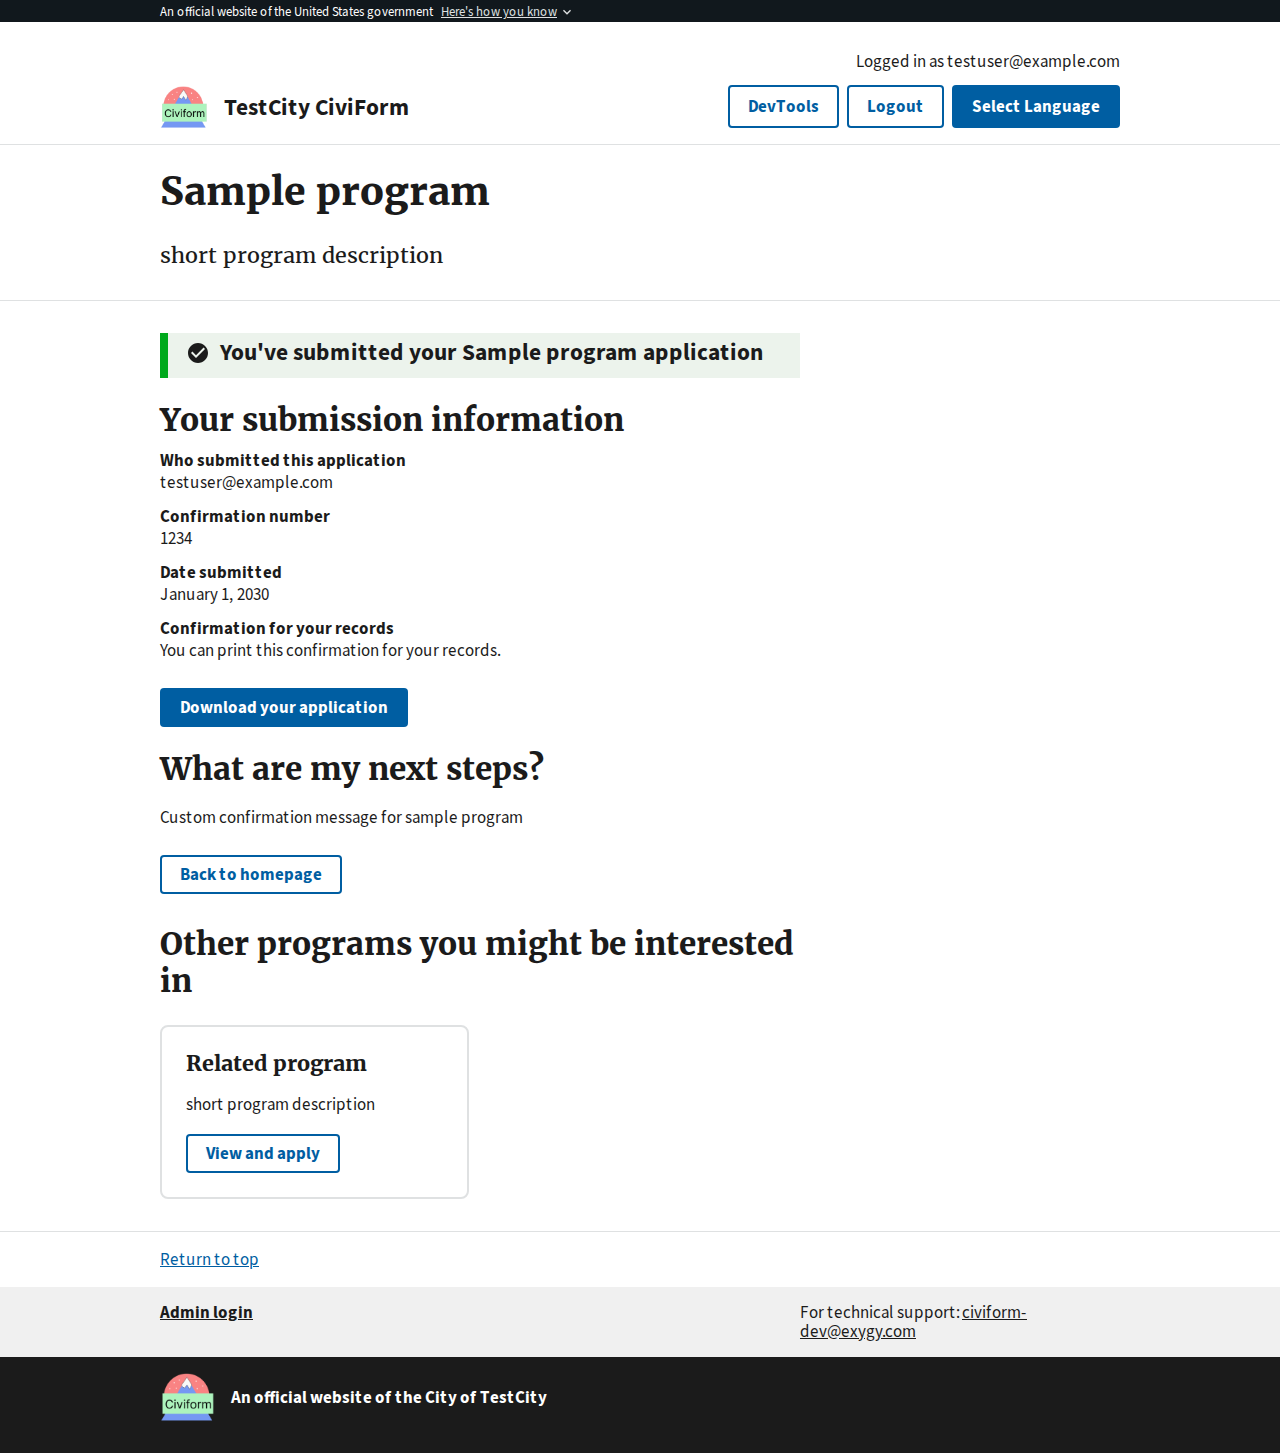 An official website of the United States government Here's how you know
Logged in as testuser@example.com
Civiform
TestCity CiviForm
DevTools
Logout
Select Language
Sample program
short program description
You've submitted your Sample program application
Your submission information
Who submitted this application
testuser@example.com
Confirmation number
1234
Date submitted
January 1, 2030
Confirmation for your records
You can print this confirmation for your records.
Download your application
What are my next steps?
Custom confirmation message for sample program
Back to homepage
Other programs you might be interested
in
Related program
short program description
View and apply
Return to top
Admin login
For technical support: civiform-
dev@exygy.com
Civiform
An official website of the City of TestCity